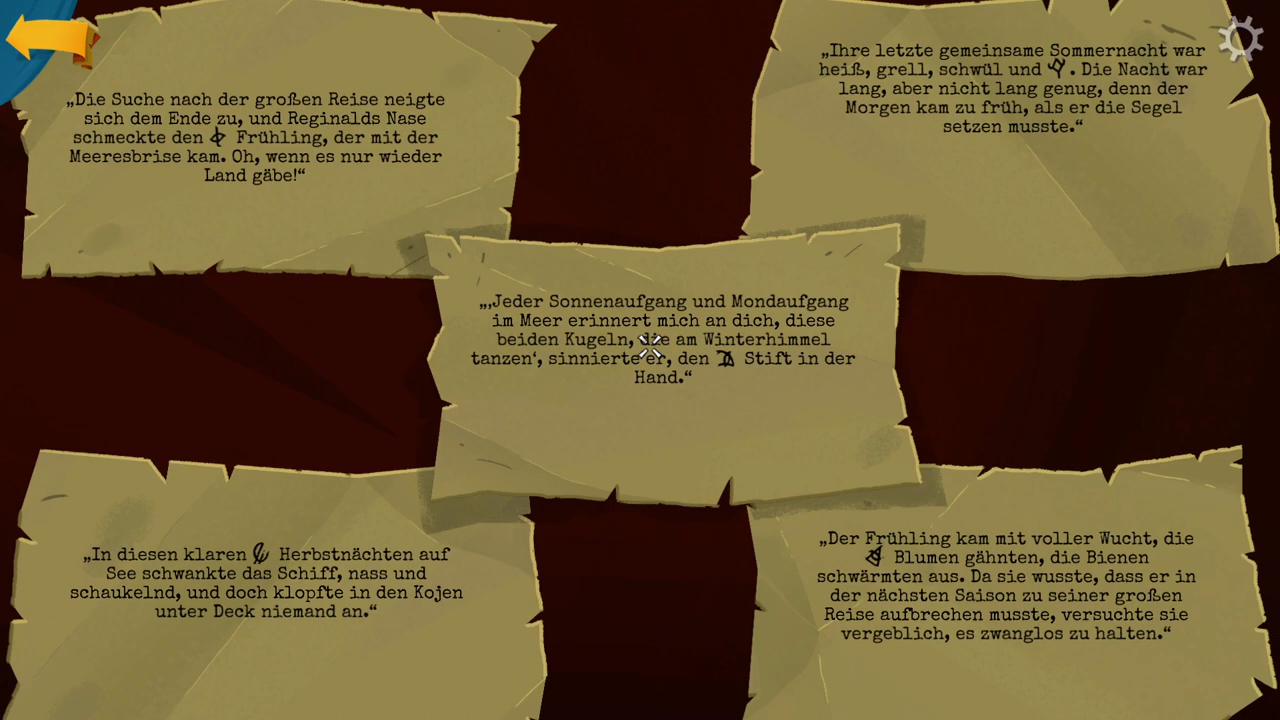 „Die Suche nach der großen Reise neigte
sich dem Ende zu, und Reginalds Nase
schmeckte den Frühling, der mit der
Meeresbrise kam. Oh, wenn es nur wieder
Land gäbe!“
„Ihre letzte gemeinsame Sommernacht war
heiß, grell, schwül und . Die Nacht war
lang, aber nicht lang genug, denn der
Morgen kam zu früh, als er die Segel
setzen musste.“
„‚Jeder Sonnenaufgang und Mondaufgang
im Meer erinnert mich an dich, diese
beiden Kugeln, die am Winterhimmel
tanzen‘, sinnierte er, den Stift in der
Hand.“
„In diesen klaren Herbstnächten auf
See schwankte das Schiff, nass und
schaukelnd, und doch klopfte in den Kojen
unter Deck niemand an.“
„Der Frühling kam mit voller Wucht, die
Blumen gähnten, die Bienen
schwärmten aus. Da sie wusste, dass er in
der nächsten Saison zu seiner großen
Reise aufbrechen musste, versuchte sie
vergeblich, es zwanglos zu halten.“